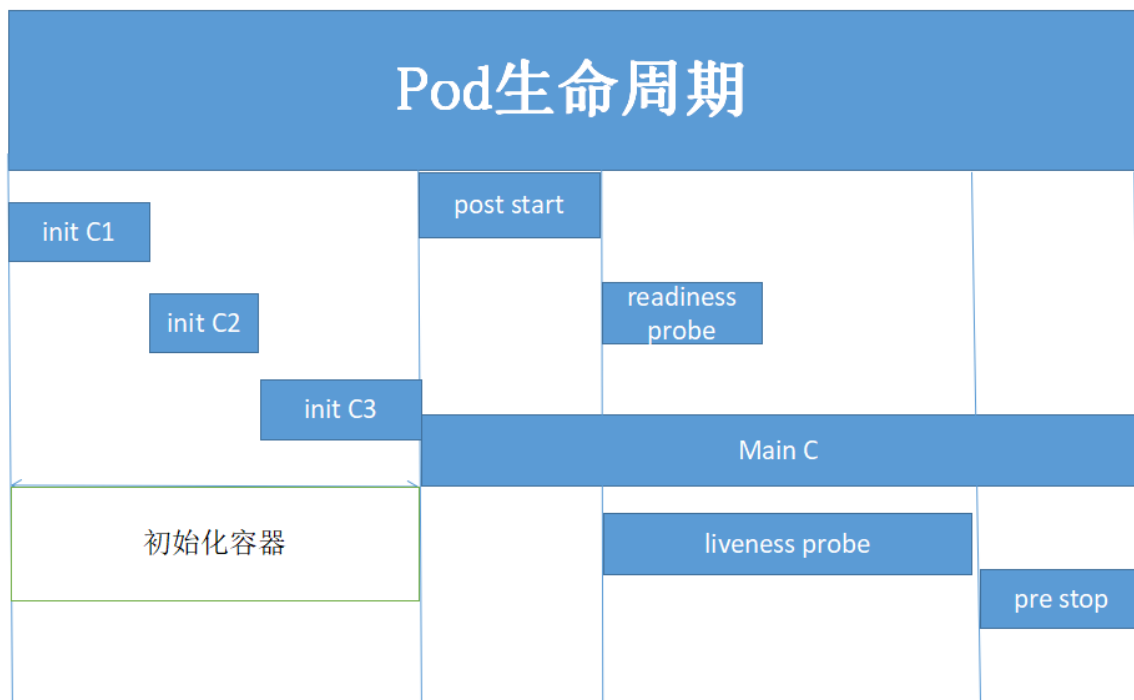 Pod生命周期
post start
init C1
readiness
probe
init C2
init C3
Main C
初始化容器
liveness probe
pre stop